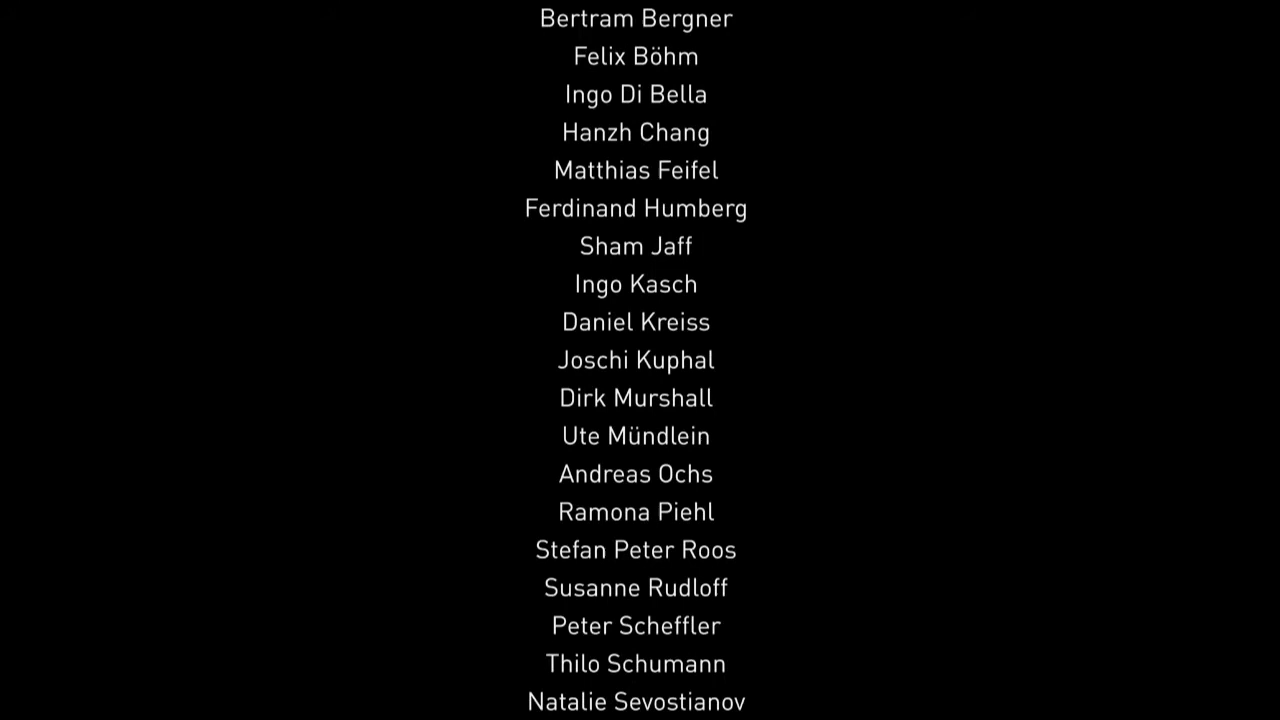 Bertram Bergner
Felix Böhm
Ingo Di Bella
Hanzh Chang
Matthias Feifel
Ferdinand Humberg
Sham Jaff
Ingo Kasch
Daniel Kreiss
Joschi Kuphal
Dirk Murshall
Ute Mündlein
Andreas Ochs
Ramona Piehl
Stefan Peter Roos
Susanne Rudloff
Peter Scheffler
Thilo Schumann
Natalie Sevostianov